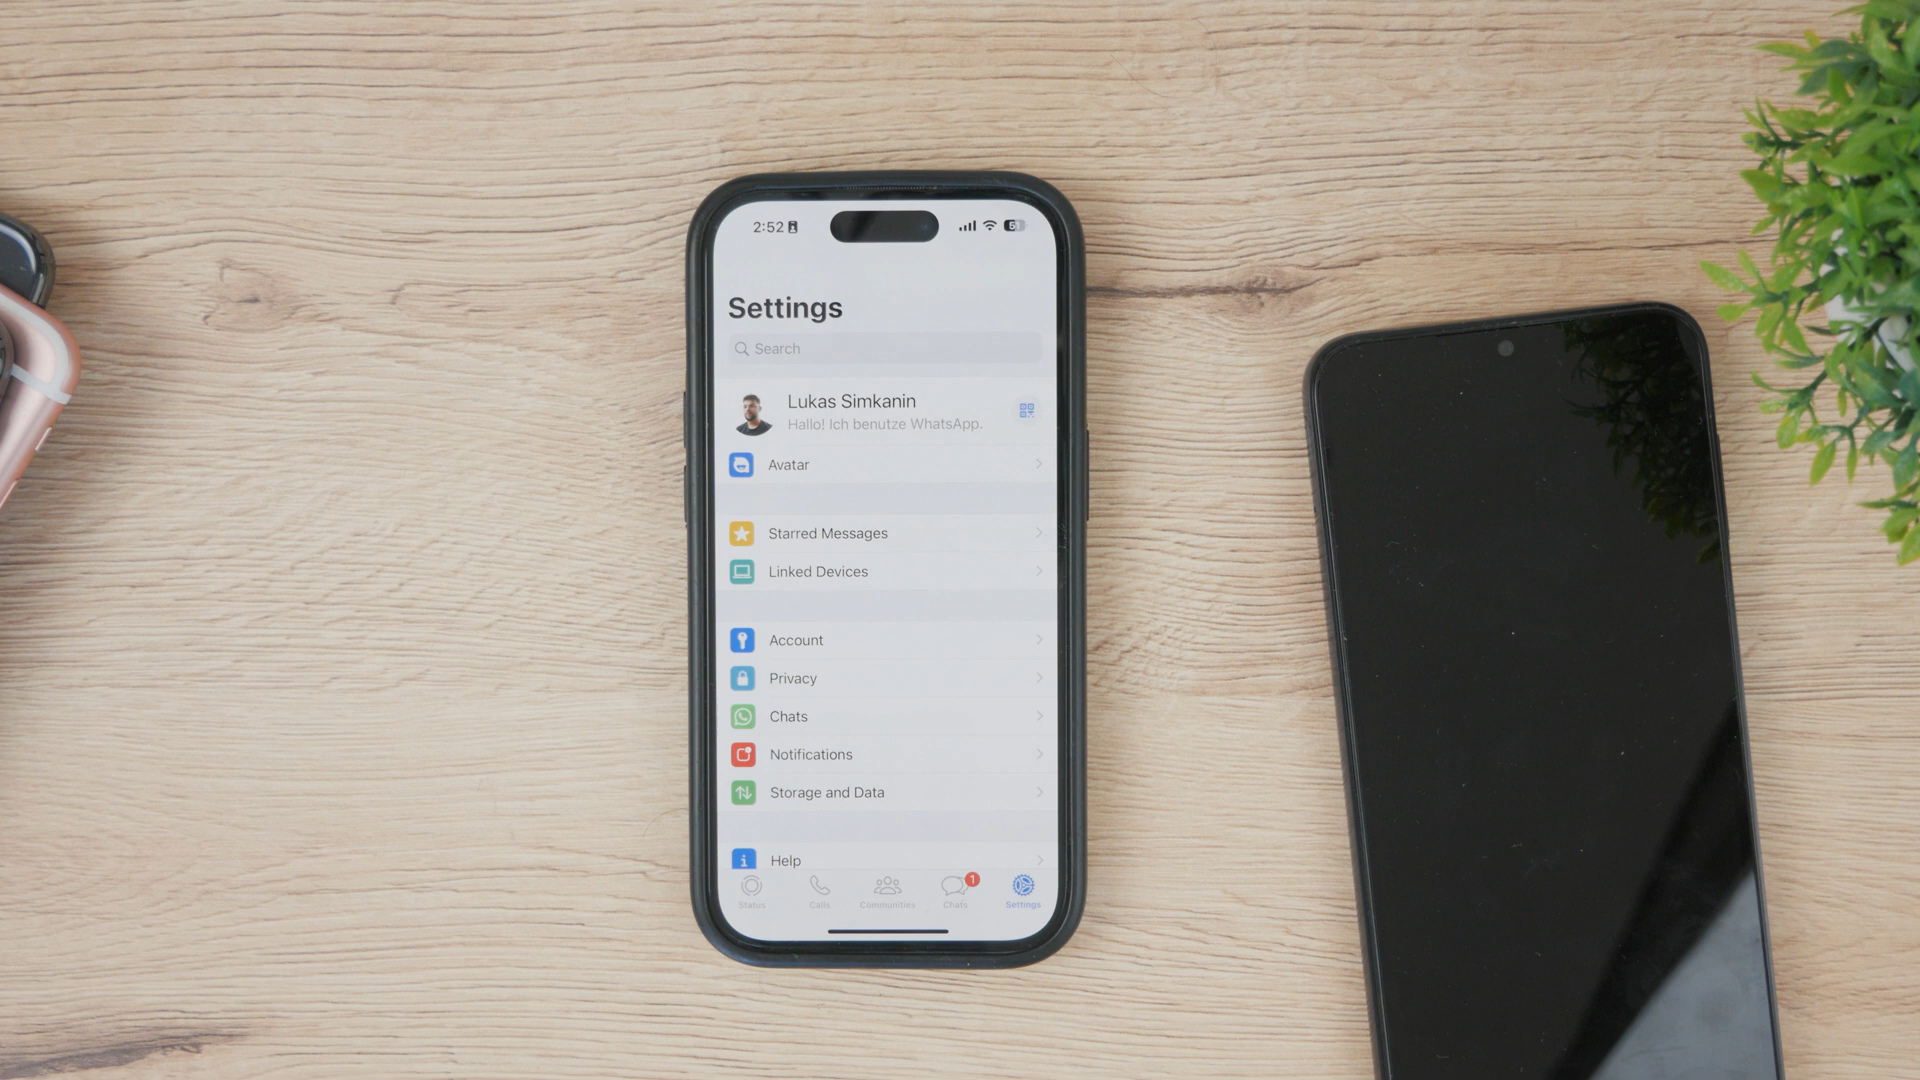 2:52
Settings
Search
Lukas Simkanin
Hallo! Ich benutze WhatsApp.
Avatar
Starred Messages
Linked Devices
Account
Privacy
Chats
Notifications
Storage and Data
Help
1
Status Calls Communities Chats Settings